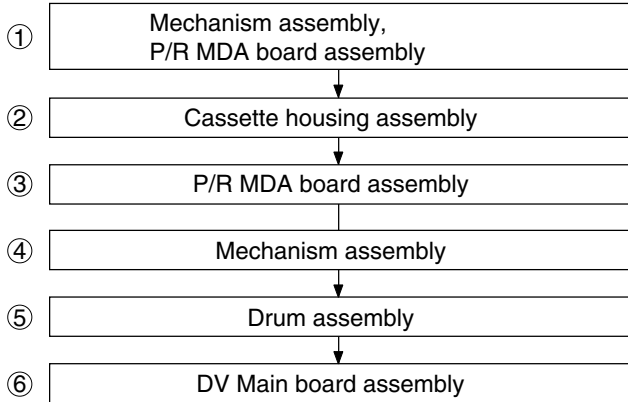 ① Mechanism assembly,
P/R MDA board assembly
② Cassette housing assembly
③ P/R MDA board assembly
④ Mechanism assembly
⑤ Drum assembly
⑥ DV Main board assembly